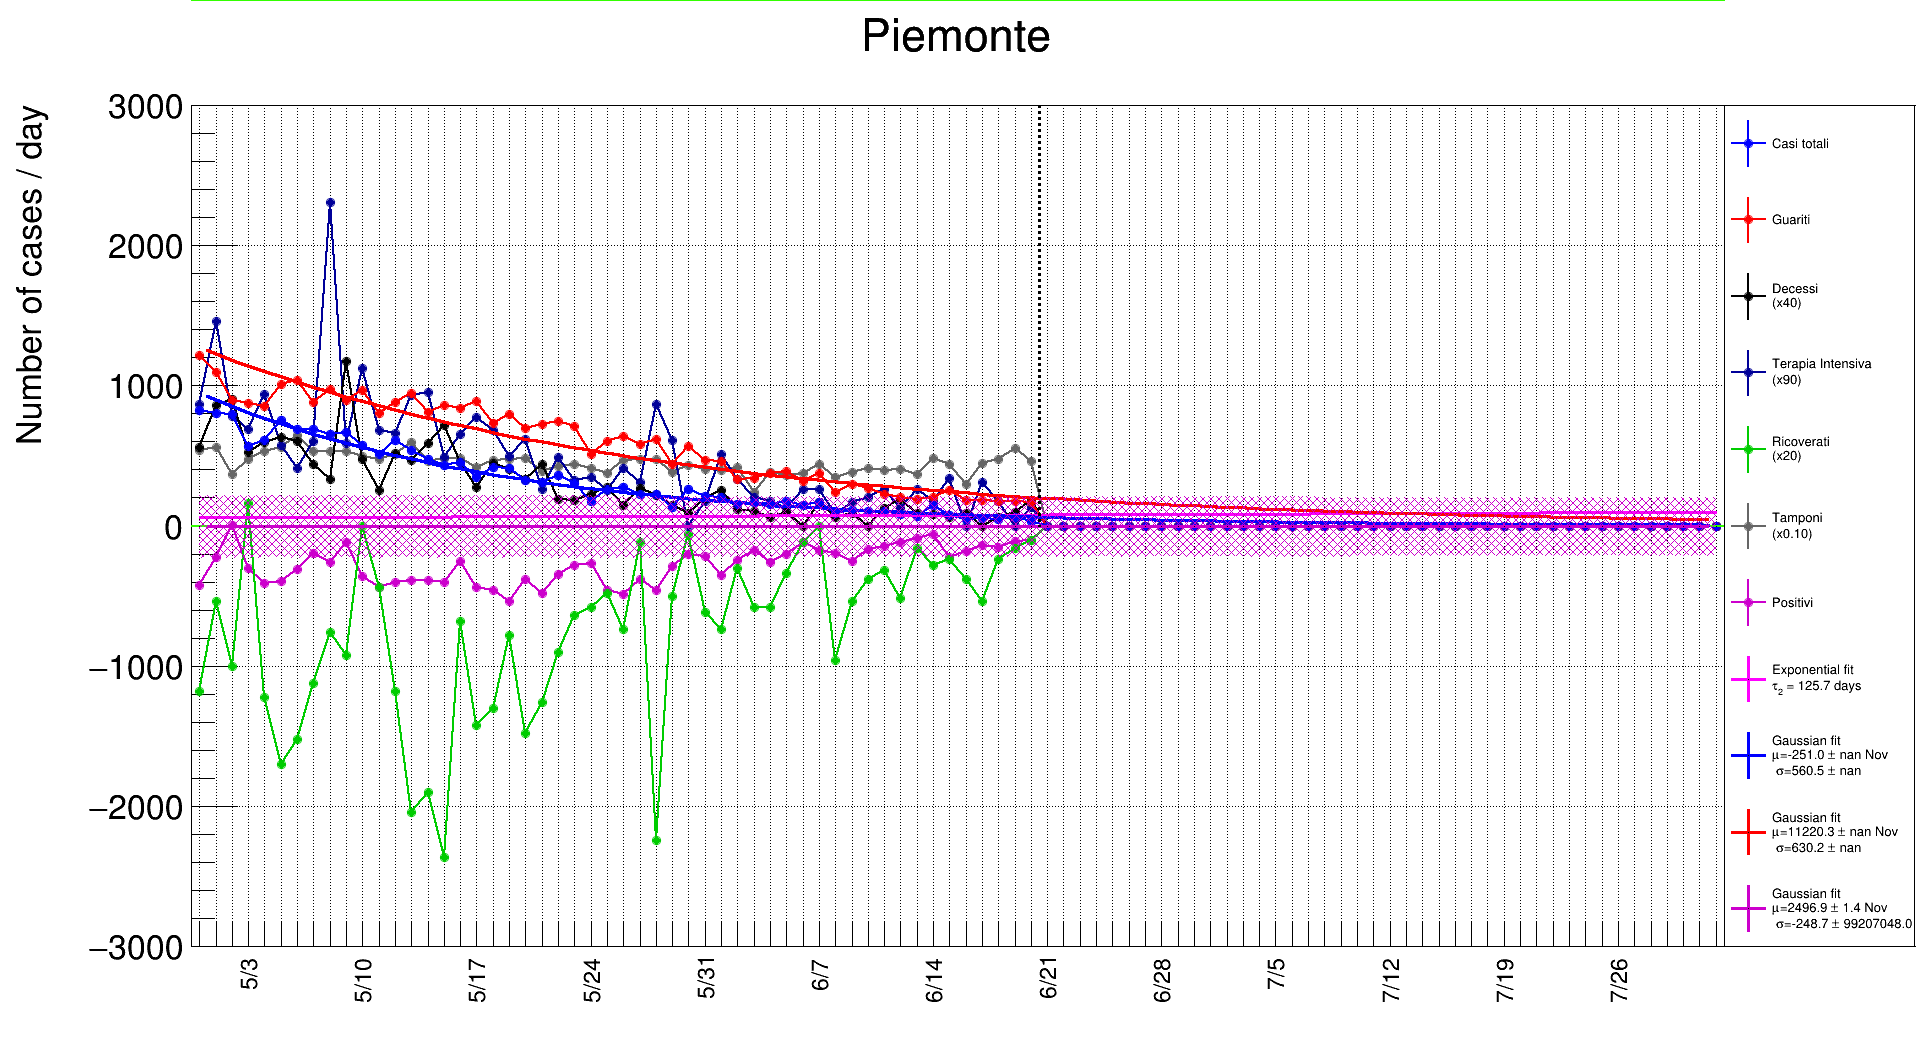 Piemonte
Number of cases / day
3000
2000
1000
0
−1000
−2000
−3000
5/3
5/10
5/17
5/24
5/31
6/7
6/14
6/21
6/28
7/5
7/12
7/19
7/26
Casi totali
Guariti
Decessi
(x40)
Terapia Intensiva
(x90)
Ricoverati
(x20)
Tamponi
(x0.10)
Positivi
Exponential fit
τ2 = 125.7 days
Gaussian fit
μ=-251.0 ± nan Nov
σ=560.5 ± nan
Gaussian fit
μ=11220.3 ± nan Nov
σ=630.2 ± nan
Gaussian fit
μ=2496.9 ± 1.4 Nov
σ=-248.7 ± 99207048.0